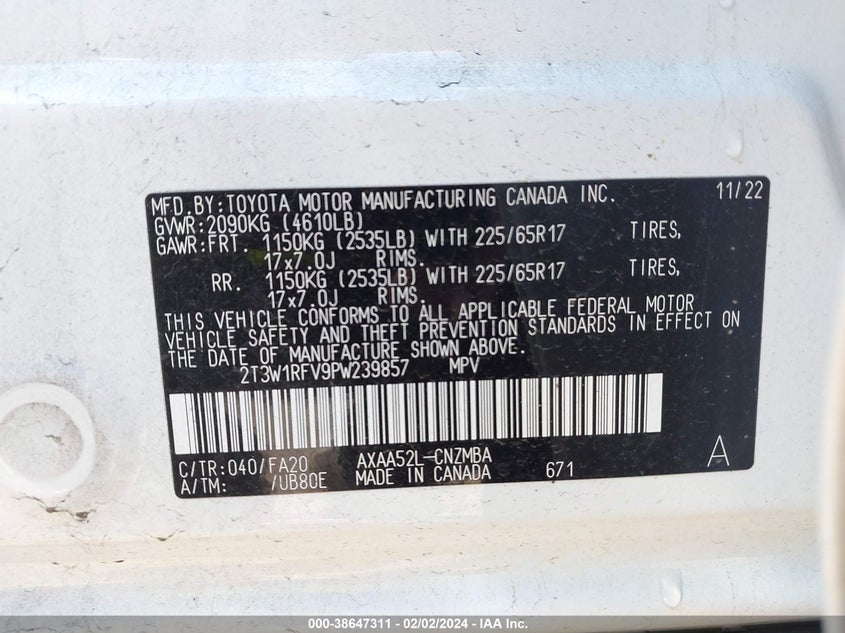 MFD.BY:TOYOTA MOTOR MANUFACTURING CANADA INC. 11/22
GVWR:2090KG (4610LB)
GAWR:FRT. 1150KG (2535LB) WITH 225/65R17 TIRES,
17x7.0J RIMS.
RR. 1150KG (2535LB) WITH 225/65R17 TIRES,
17x7.0J RIMS.
THIS VEHICLE CONFORMS TO ALL APPLICABLE FEDERAL MOTOR
VEHICLE SAFETY AND THEFT PREVENTION STANDARDS IN EFFECT ON
THE DATE OF MANUFACTURE SHOWN ABOVE.
2T3W1RFV9PW239857 MPV
C/TR:040/FA20 AXAA52L-CNZMBA
A/TM: /UB80E MADE IN CANADA 671 A
000-38647311 - 02/02/2024 - IAA Inc.